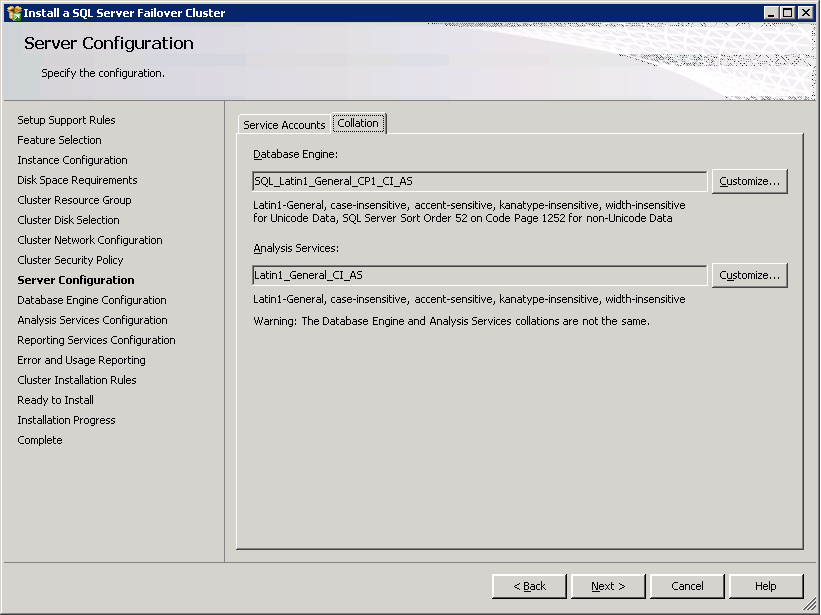 Install a SQL Server Failover Cluster
Server Configuration
Specify the configuration.
Setup Support Rules
Feature Selection
Instance Configuration
Disk Space Requirements
Cluster Resource Group
Cluster Disk Selection
Cluster Network Configuration
Cluster Security Policy
Server Configuration
Database Engine Configuration
Analysis Services Configuration
Reporting Services Configuration
Error and Usage Reporting
Cluster Installation Rules
Ready to Install
Installation Progress
Complete
Service Accounts Collation
Database Engine:
SQL_Latin1_General_CP1_CI_AS Customize...
Latin1-General, case-insensitive, accent-sensitive, kanatype-insensitive, width-insensitive
for Unicode Data, SQL Server Sort Order 52 on Code Page 1252 for non-Unicode Data
Analysis Services:
Latin1_General_CI_AS Customize...
Latin1-General, case-insensitive, accent-sensitive, kanatype-insensitive, width-insensitive
Warning: The Database Engine and Analysis Services collations are not the same.
< Back Next > Cancel Help